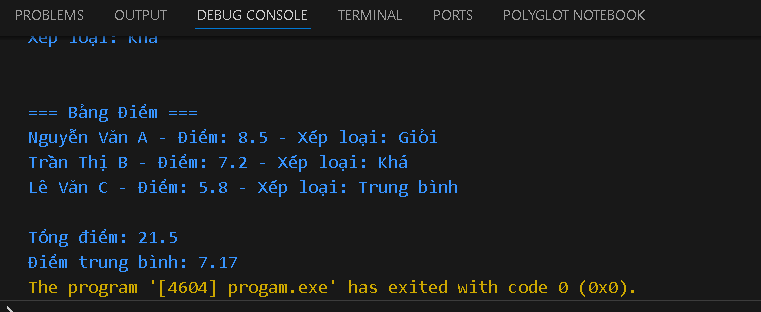 PROBLEMS OUTPUT DEBUG CONSOLE TERMINAL PORTS POLYGLOT NOTEBOOK
Xếp loại: Khá
=== Bảng Điểm ===
Nguyễn Văn A - Điểm: 8.5 - Xếp loại: Giỏi
Trần Thị B - Điểm: 7.2 - Xếp loại: Khá
Lê Văn C - Điểm: 5.8 - Xếp loại: Trung bình
Tổng điểm: 21.5
Điểm trung bình: 7.17
The program '[4604] progam.exe' has exited with code 0 (0x0).